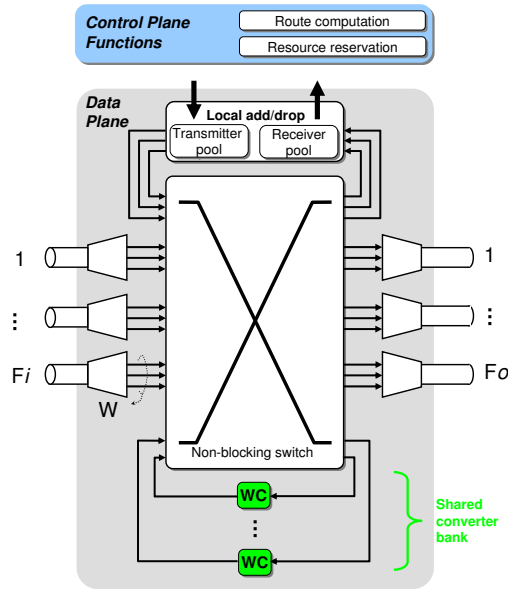 Control Plane
Functions
Route computation
Resource reservation
Data
Plane
Local add/drop
Transmitter
pool
Receiver
pool
1
1
...
...
Fi
Fo
W
Non-blocking switch
WC
...
WC
Shared
converter
bank